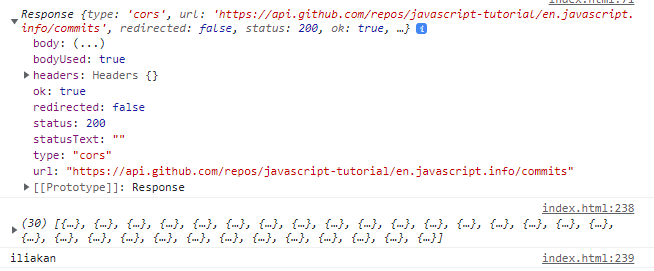 index.html:71
Response {type: 'cors', url: 'https://api.github.com/repos/javascript-tutorial/en.javascript.
info/commits', redirected: false, status: 200, ok: true, …} i
body: (...)
bodyUsed: true
headers: Headers {}
ok: true
redirected: false
status: 200
statusText: ""
type: "cors"
url: "https://api.github.com/repos/javascript-tutorial/en.javascript.info/commits"
[[Prototype]]: Response
index.html:238
(30) [{…}, {…}, {…}, {…}, {…}, {…}, {…}, {…}, {…}, {…}, {…}, {…}, {…}, {…}, {…}, {…}, {…},
{…}, {…}, {…}, {…}, {…}, {…}, {…}, {…}, {…}, {…}, {…}, {…}, {…}]
iliakan index.html:239